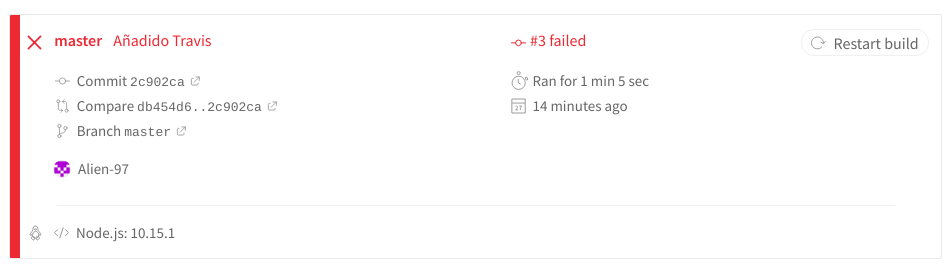 master Añadido Travis
#3 failed
Restart build
Commit 2c902ca
Ran for 1 min 5 sec
Compare db454d6..2c902ca
27
14 minutes ago
Branch master
Alien-97
</> Node.js: 10.15.1